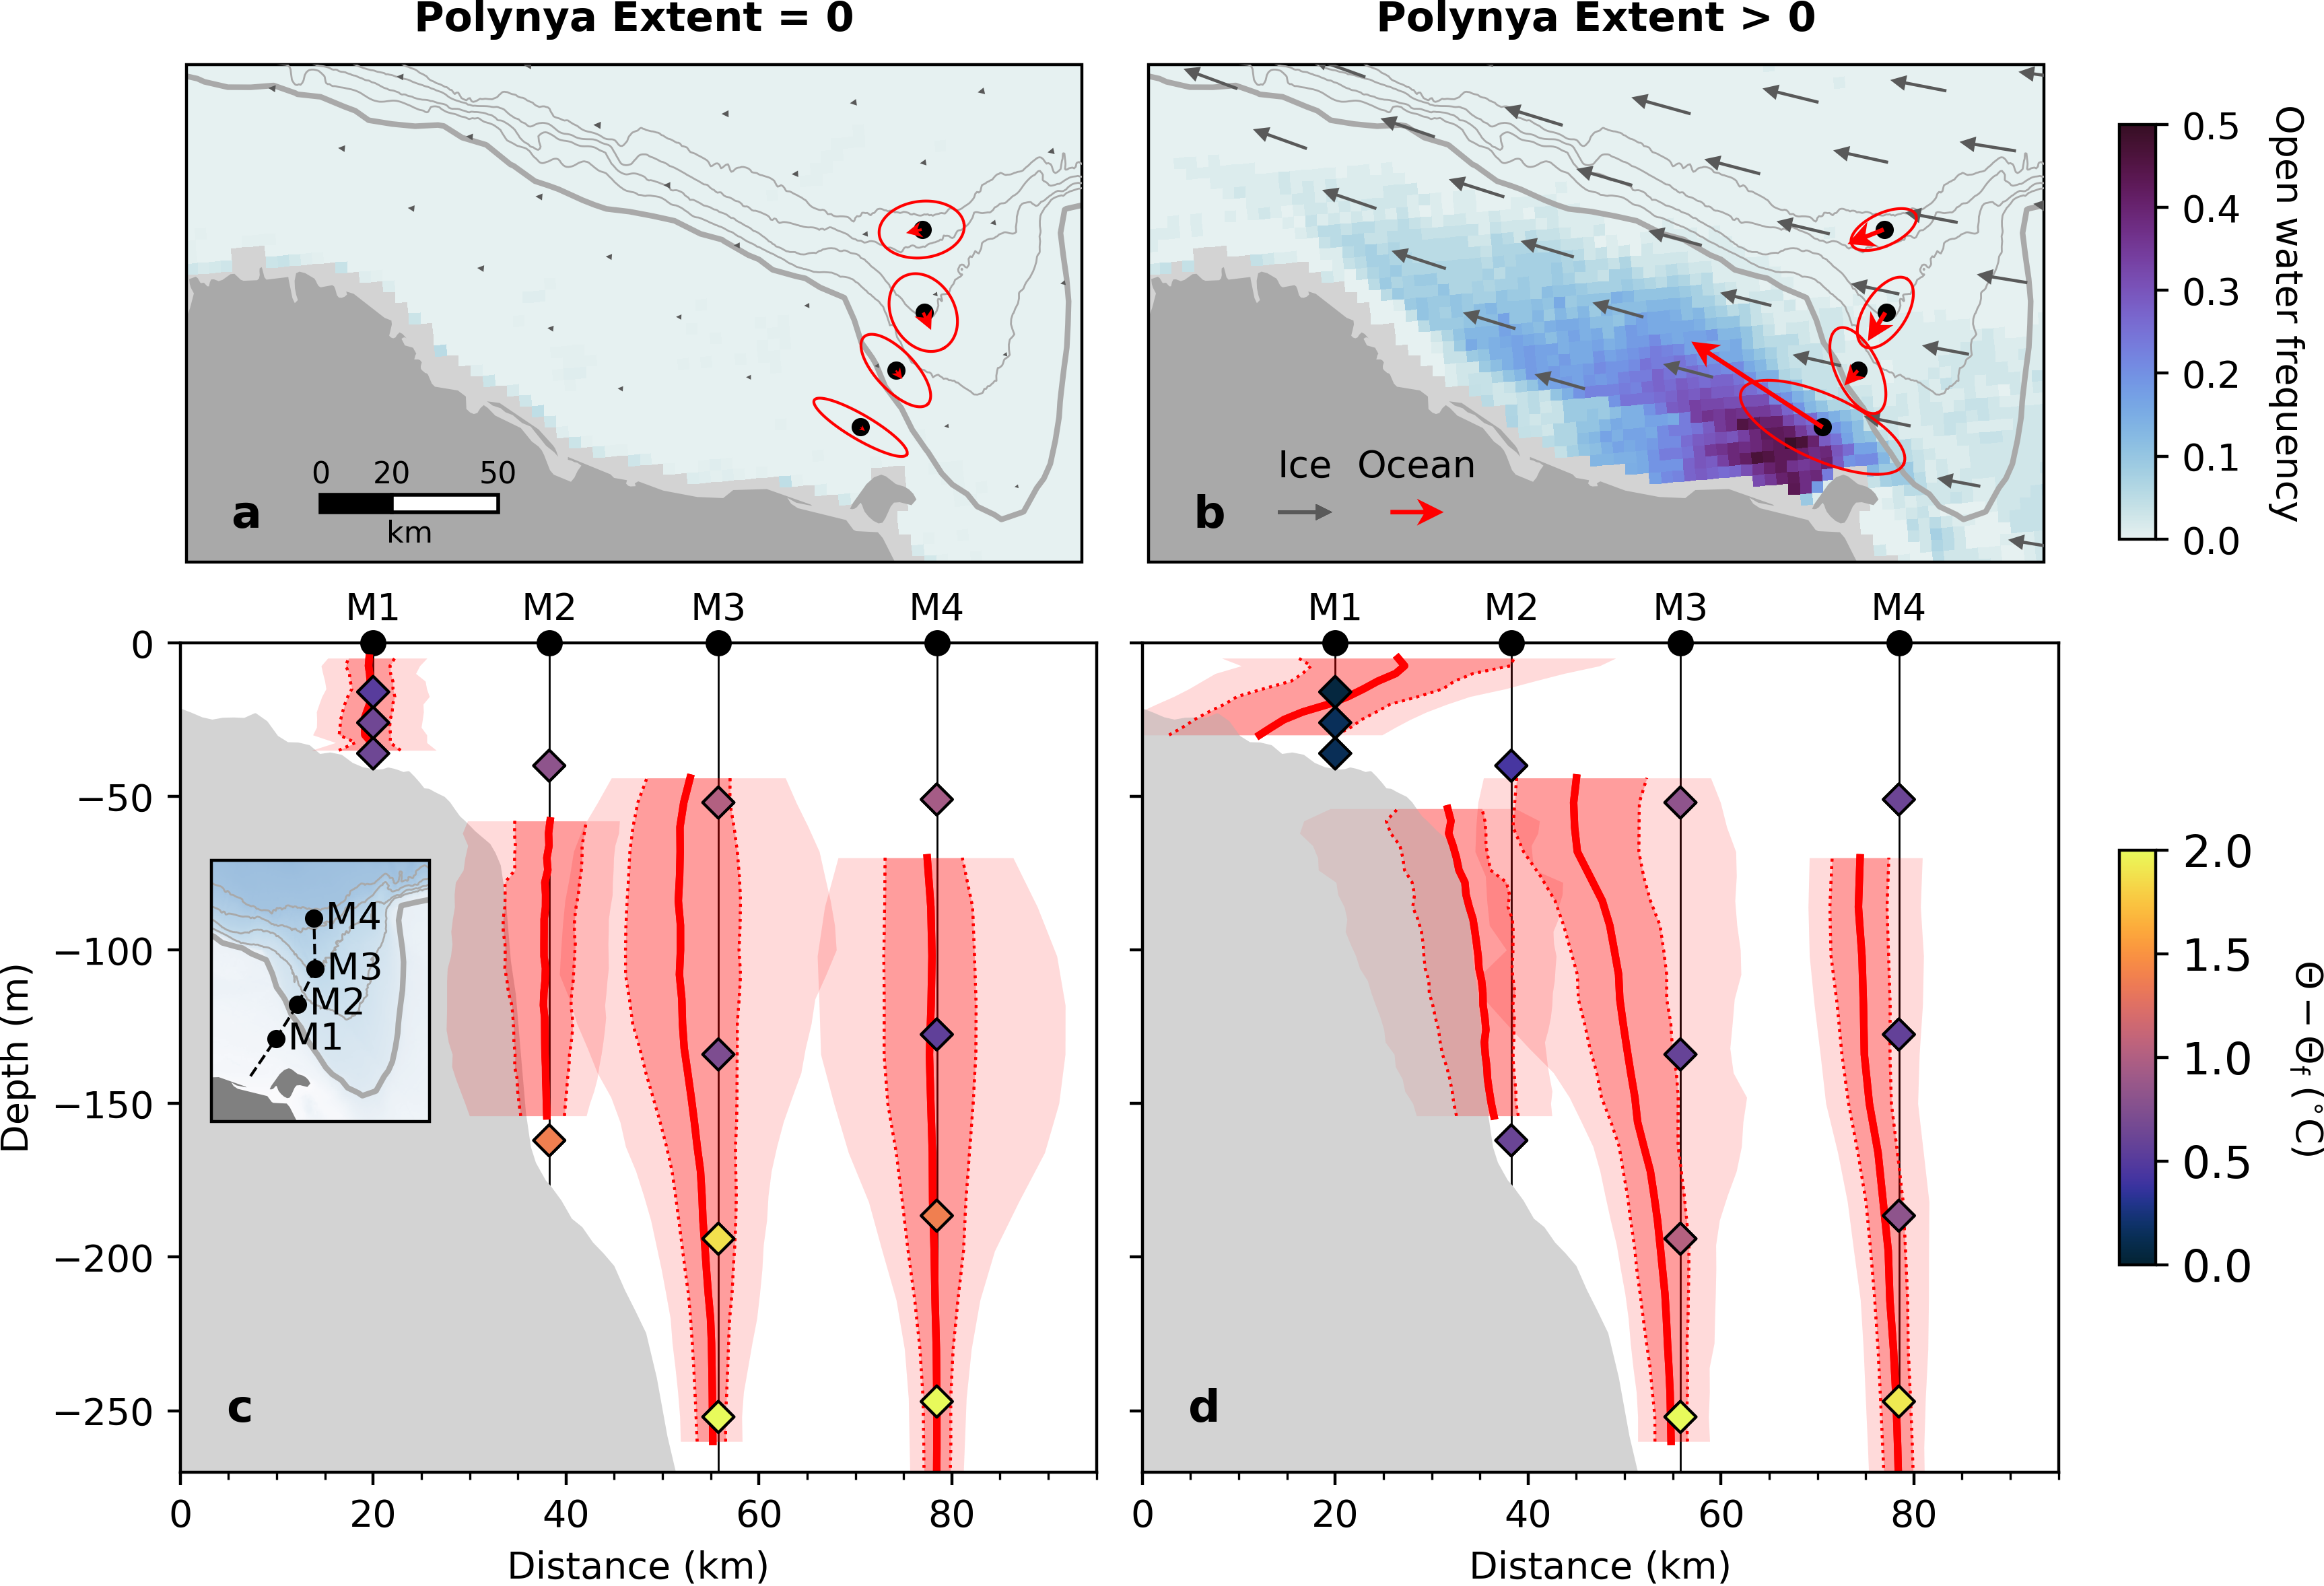 Polynya Extent = 0
Polynya Extent > 0
0 20 50
km
a
Ice Ocean
b
0.5
0.4
0.3
0.2
0.1
0.0
Open water frequency
M1 M2 M3 M4
M1 M2 M3 M4
0
−50
−100
−150
−200
−250
Depth (m)
M4
M3
M2
M1
c
d
0 20 40 60 80
Distance (km)
0 20 40 60 80
Distance (km)
2.0
1.5
1.0
0.5
0.0
Θ − Θf (°C)